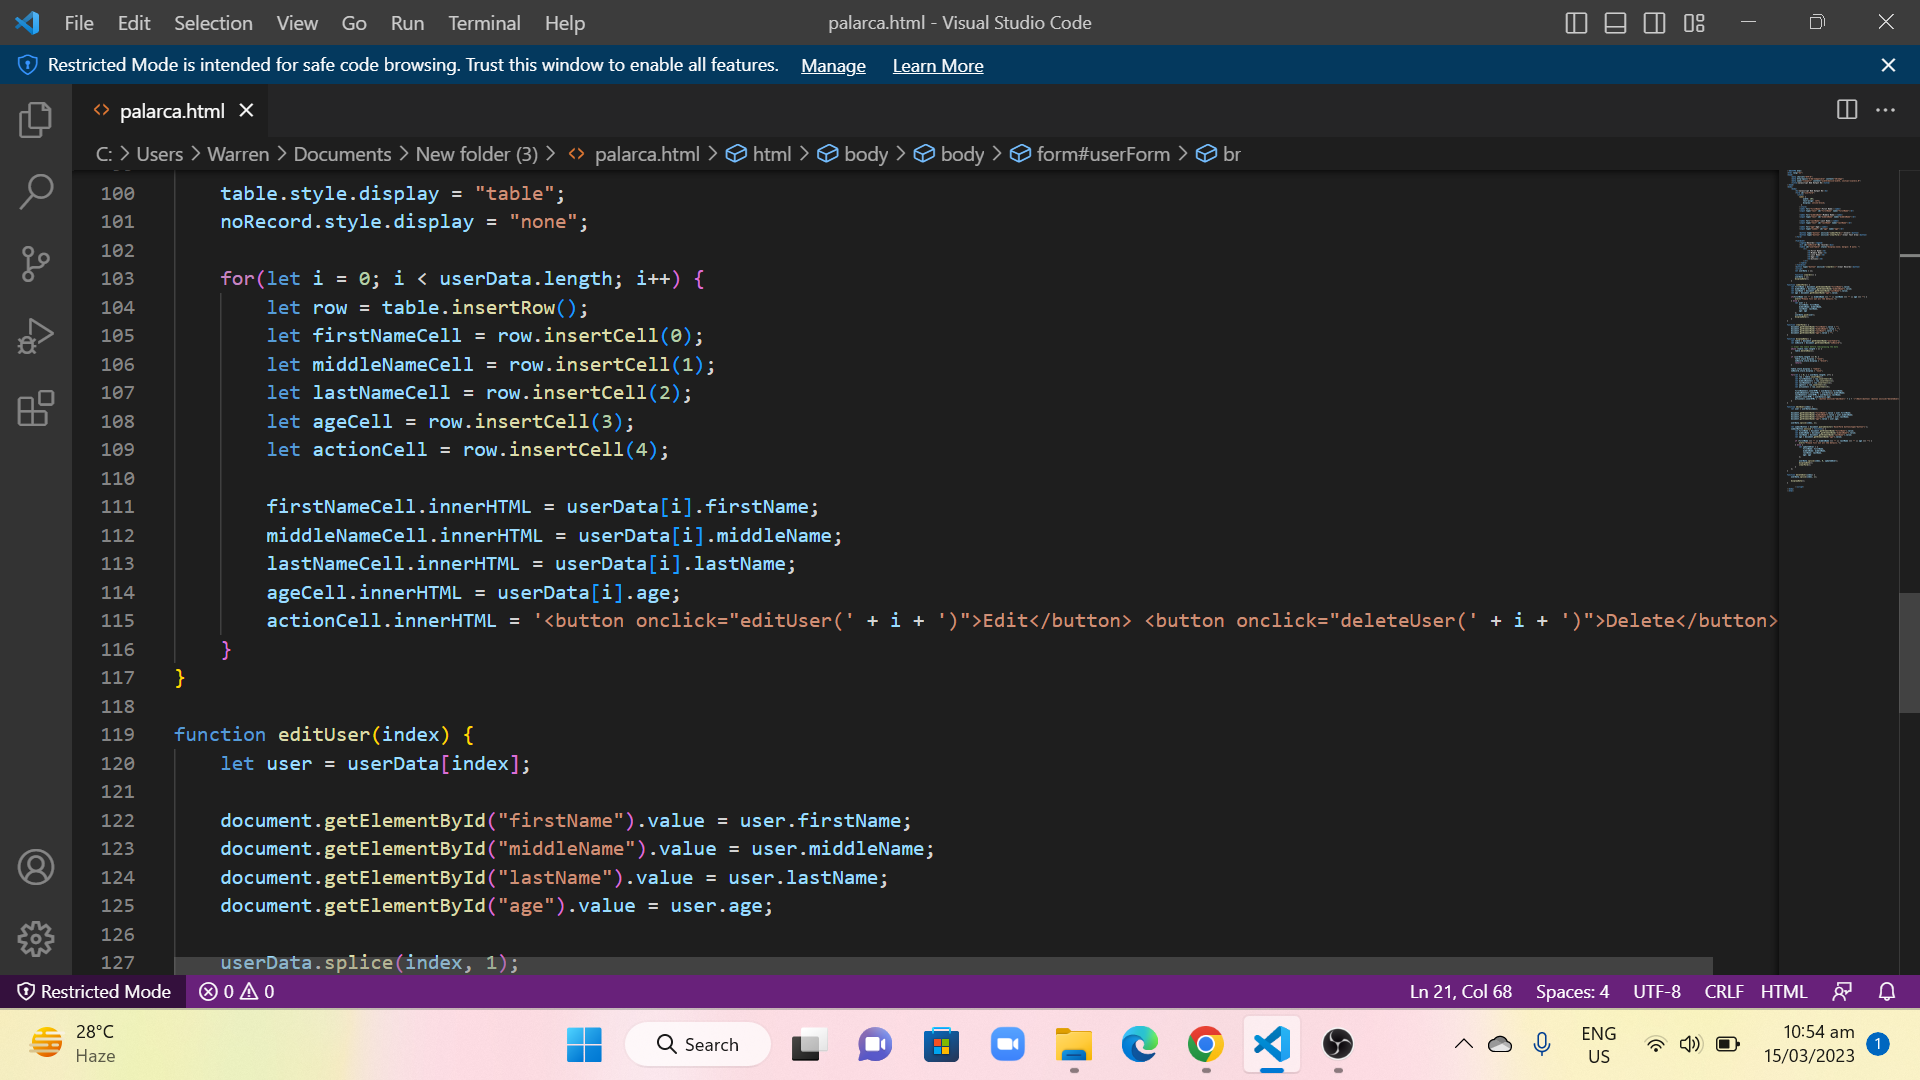 File Edit Selection View Go Run Terminal Help palarca.html - Visual Studio Code
Restricted Mode is intended for safe code browsing. Trust this window to enable all features. Manage Learn More
palarca.html
C: > Users > Warren > Documents > New folder (3) > palarca.html > html > body > body > form#userForm > br
100 table.style.display = "table";
101 noRecord.style.display = "none";
102
103 for(let i = 0; i < userData.length; i++) {
104 let row = table.insertRow();
105 let firstNameCell = row.insertCell(0);
106 let middleNameCell = row.insertCell(1);
107 let lastNameCell = row.insertCell(2);
108 let ageCell = row.insertCell(3);
109 let actionCell = row.insertCell(4);
110
111 firstNameCell.innerHTML = userData[i].firstName;
112 middleNameCell.innerHTML = userData[i].middleName;
113 lastNameCell.innerHTML = userData[i].lastName;
114 ageCell.innerHTML = userData[i].age;
115 actionCell.innerHTML = '<button onclick="editUser(' + i + ')">Edit</button> <button onclick="deleteUser(' + i + ')">Delete</button>
116 }
117 }
118
119 function editUser(index) {
120 let user = userData[index];
121
122 document.getElementById("firstName").value = user.firstName;
123 document.getElementById("middleName").value = user.middleName;
124 document.getElementById("lastName").value = user.lastName;
125 document.getElementById("age").value = user.age;
126
127 userData.splice(index, 1);
Restricted Mode 0 0 Ln 21, Col 68 Spaces: 4 UTF-8 CRLF HTML
28°C
Haze
Search
ENG
US
10:54 am
15/03/2023
1